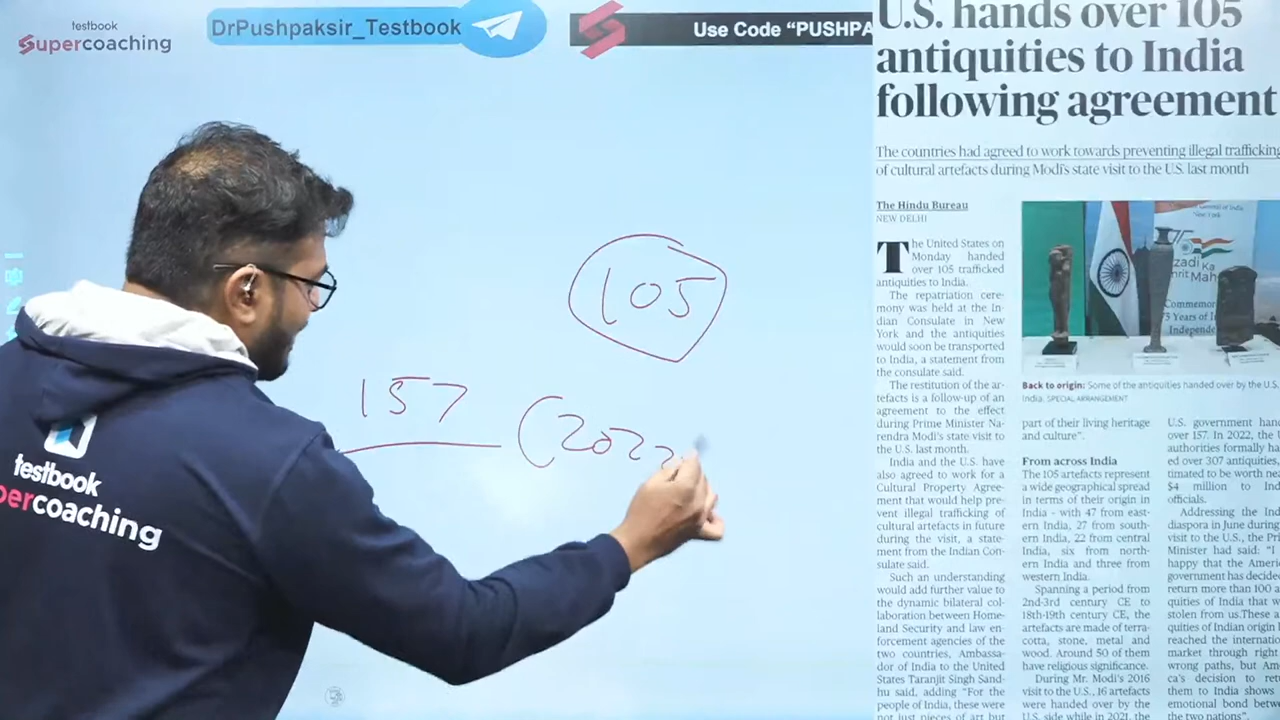 testbook
Supercoaching
DrPushpaksir_Testbook
Use Code “PUSHPA
105
157 (2022
testbook
percoaching
U.S. hands over 105
antiquities to India
following agreement
The countries had agreed to work towards preventing illegal trafficking
of cultural artefacts during Modi's state visit to the U.S. last month
The Hindu Bureau
NEW DELHI
The United States on
Monday handed
over 105 trafficked
antiquities to India.
The repatriation cere-
mony was held at the In-
dian Consulate in New
York and the antiquities
would soon be transported
to India, a statement from
the consulate said.
The restitution of the ar-
tefacts is a follow-up of an
agreement to the effect
during Prime Minister Na-
rendra Modi's state visit to
the U.S. last month.
India and the U.S. have
also agreed to work for a
Cultural Property Agree-
ment that would help pre-
vent illegal trafficking of
cultural artefacts in future
during the visit, a state-
ment from the Indian Con-
sulate said.
Such an understanding
would add further value to
the dynamic bilateral col-
laboration between Home-
land Security and law en-
forcement agencies of the
two countries, Ambassa-
dor of India to the United
States Taranjit Singh Sand-
hu said, adding “For the
people of India, these were
not just pieces of art but
Back to origin: Some of the antiquities handed over by the U.S.
India. SPECIAL ARRANGEMENT
part of their living heritage
and culture”.
From across India
The 105 artefacts represent
a wide geographical spread
in terms of their origin in
India - with 47 from east-
ern India, 27 from south-
ern India, 22 from central
India, six from north-
ern India and three from
western India.
Spanning a period from
2nd-3rd century CE to
18th-19th century CE, the
artefacts are made of terra-
cotta, stone, metal and
wood. Around 50 of them
have religious significance.
During Mr. Modi's 2016
visit to the U.S., 16 artefacts
were handed over by the
U.S. side while in 2021, the
U.S. government han
over 157. In 2022, the U
authorities formally ha
ed over 307 antiquities,
timated to be worth nea
$4 million to Ind
officials.
Addressing the Ind
diaspora in June during
visit to the U.S., the Pri
Minister had said: “I
happy that the Ameri
government has decided
return more than 100 a
quities of India that w
stolen from us.These a
quities of Indian origin h
reached the internatio
market through right
wrong paths, but Am
ca's decision to ret
them to India shows
emotional bond betwe
the two nations”.